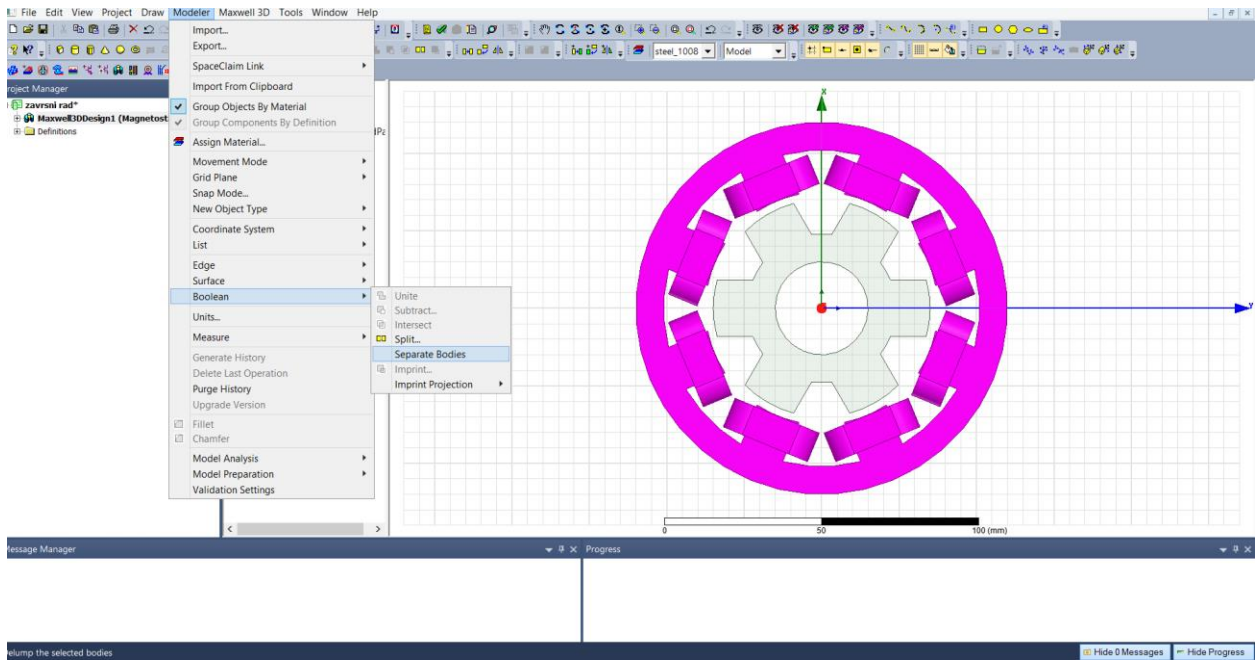 File Edit View Project Draw Modeler Maxwell 3D Tools Window Help
steel_1008 Model
Project Manager
zavrsni rad*
Maxwell3DDesign1 (Magnetost
Definitions
Import...
Export...
SpaceClaim Link
Import From Clipboard
Group Objects By Material
Group Components By Definition
Assign Material...
Movement Mode
Grid Plane
Snap Mode...
New Object Type
Coordinate System
List
Edge
Surface
Boolean
Units...
Measure
Generate History
Delete Last Operation
Purge History
Upgrade Version
Fillet
Chamfer
Model Analysis
Model Preparation
Validation Settings
Unite
Subtract...
Intersect
Split...
Separate Bodies
Imprint...
Imprint Projection
X
Y
0 50 100 (mm)
Message Manager
Progress
elump the selected bodies
Hide 0 Messages Hide Progress